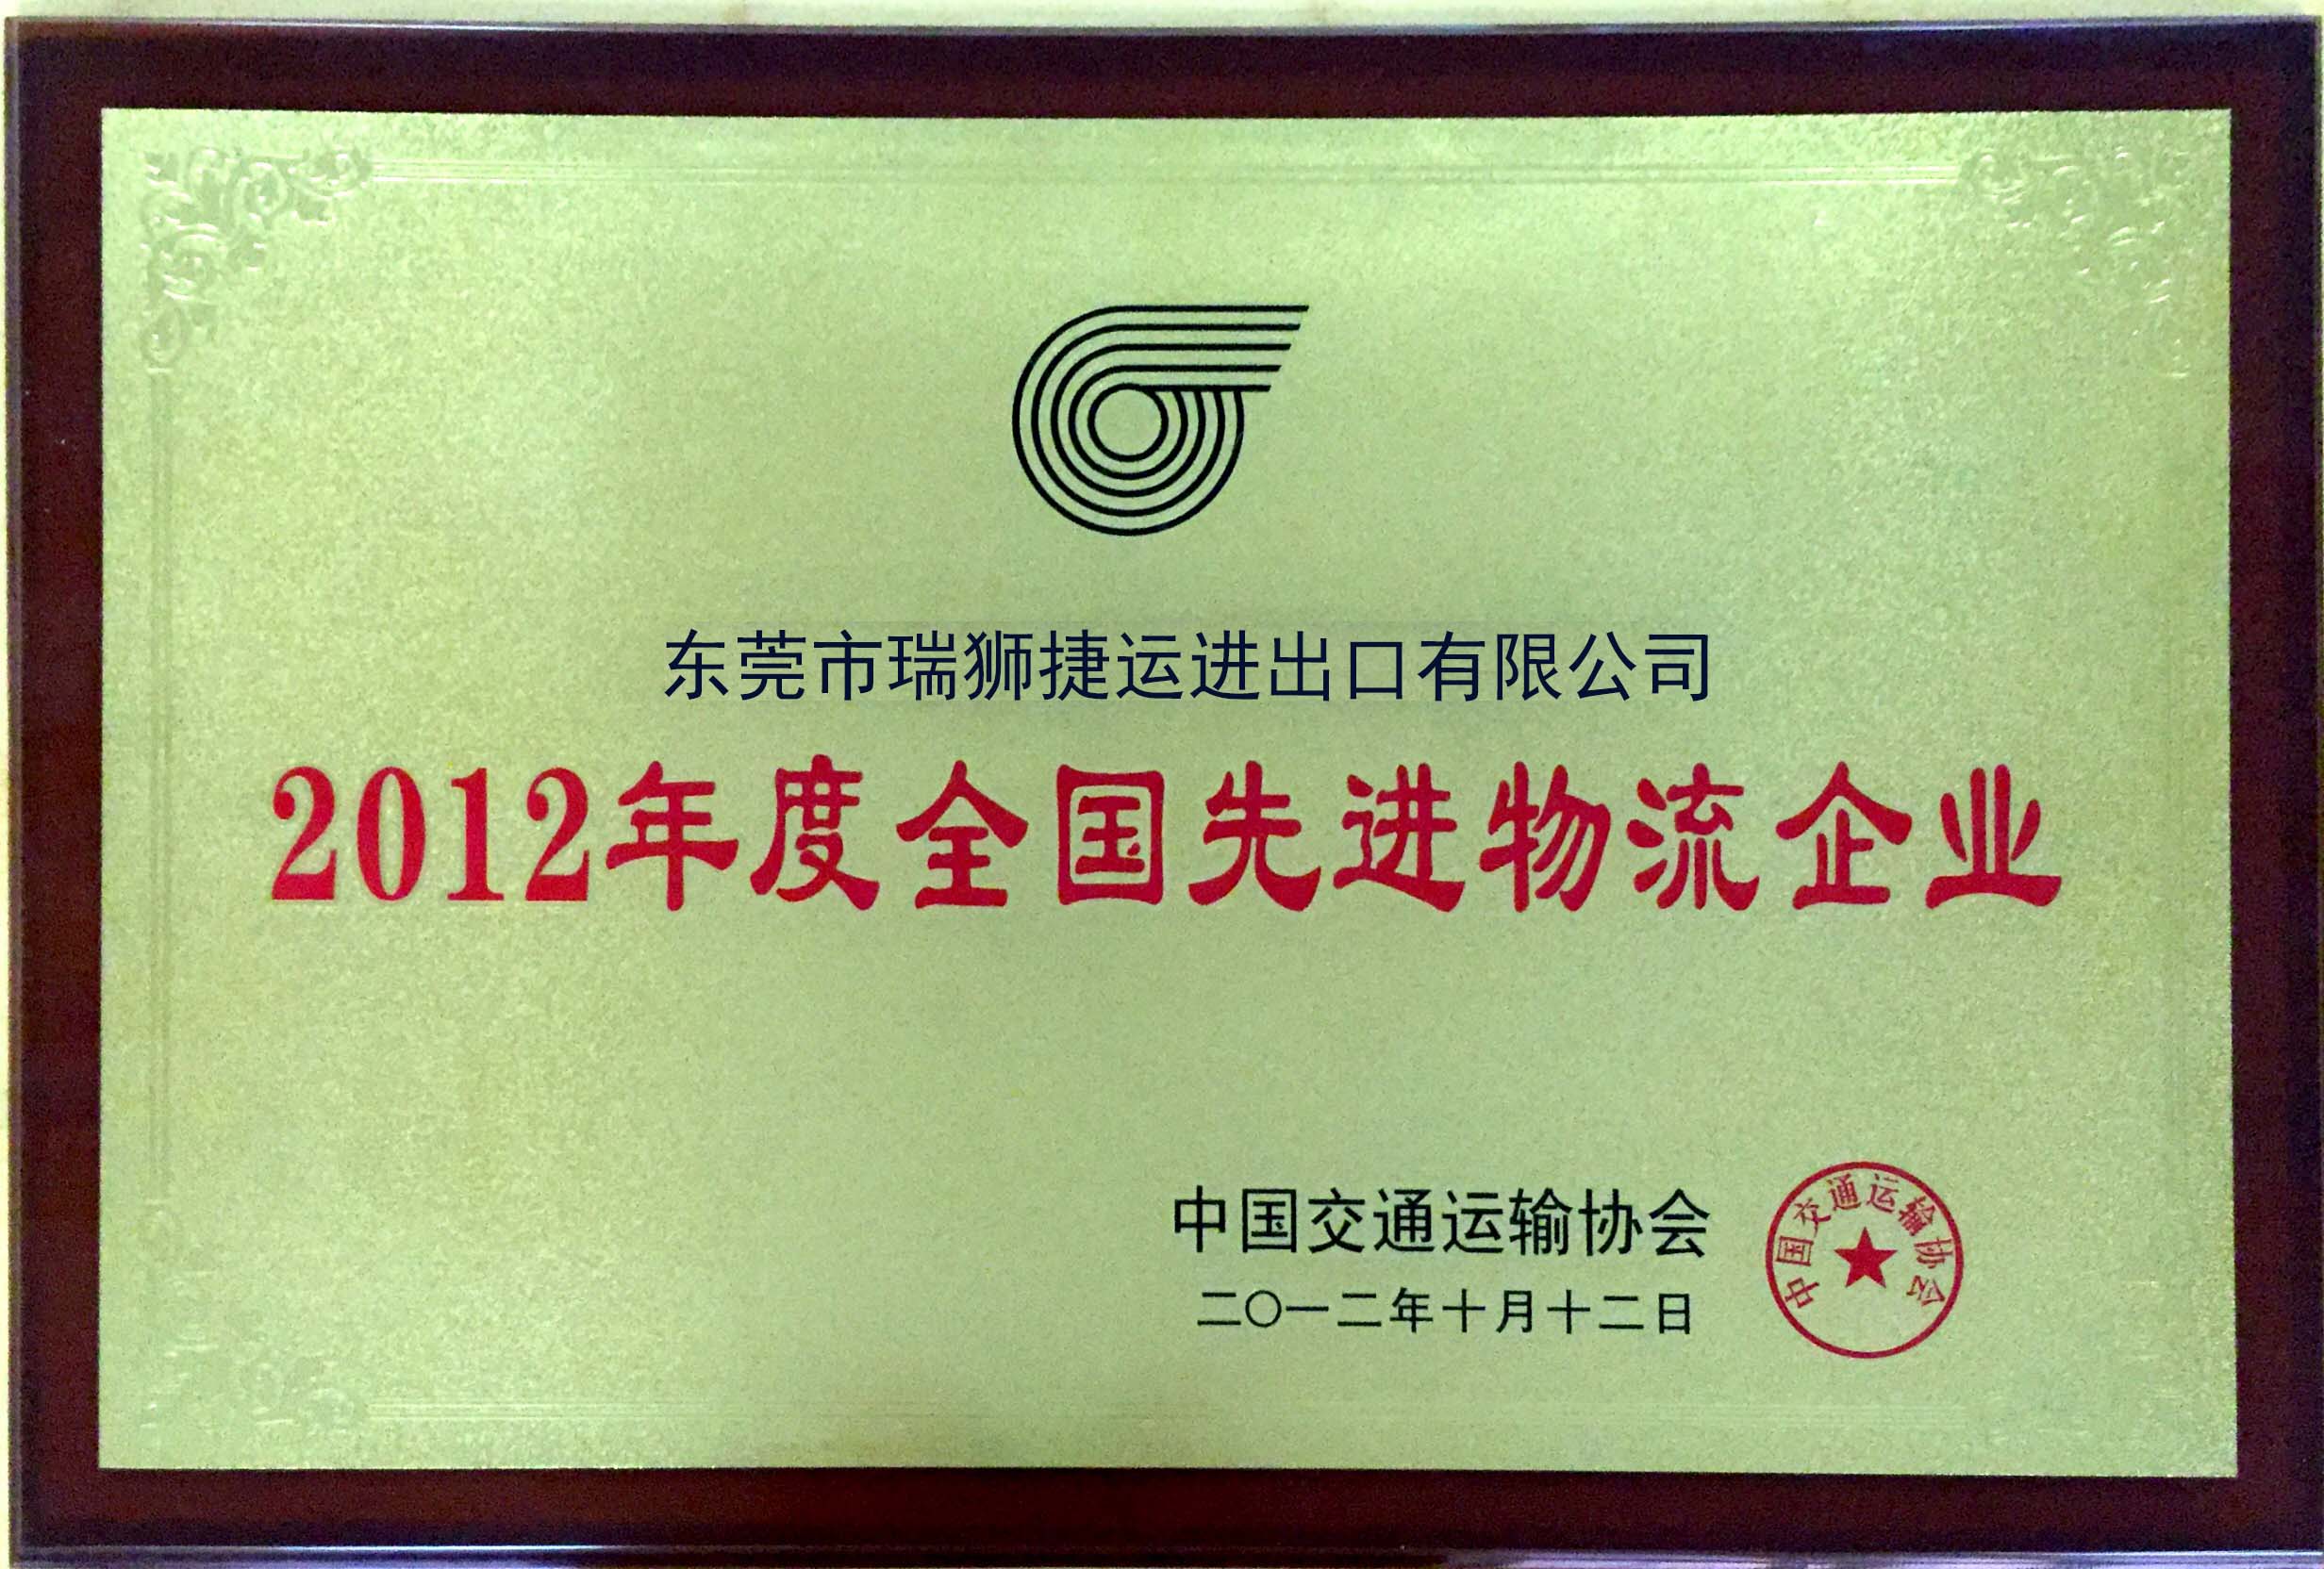 东莞市瑞狮捷运进出口有限公司
2012年度全国先进物流企业
中国交通运输协会
二〇一二年十月十二日
中国交通运输协会